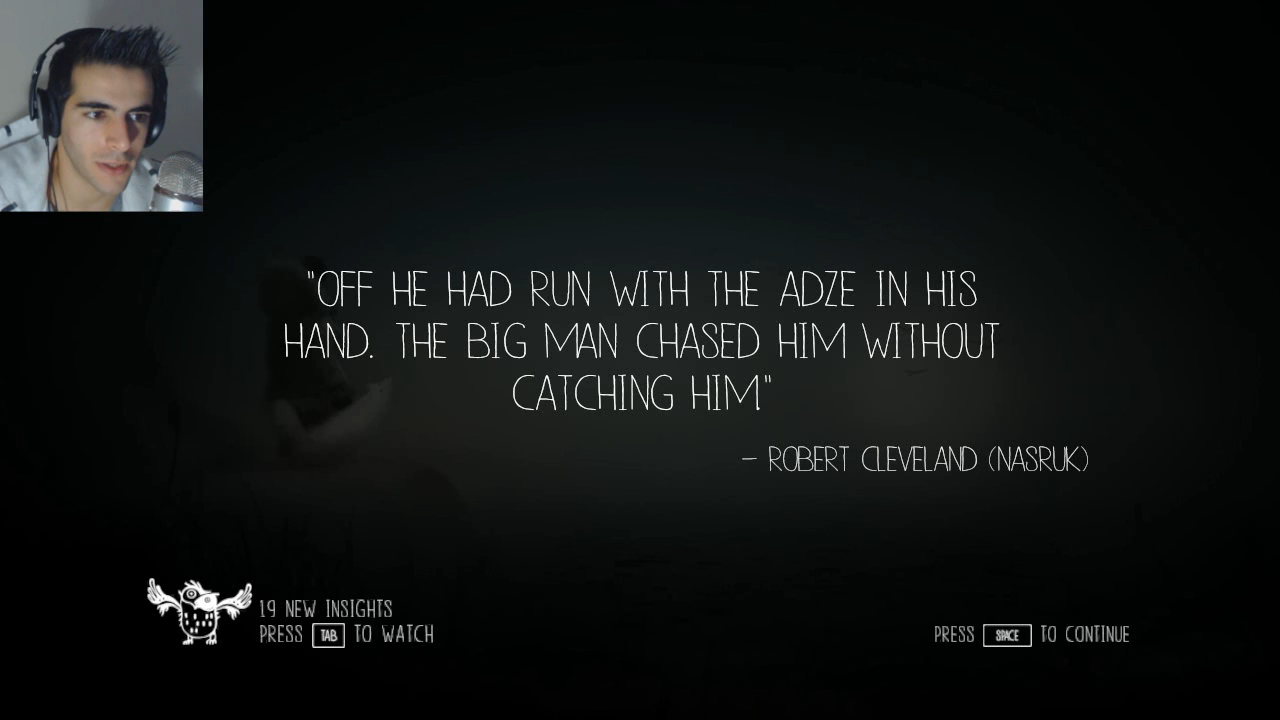 "OFF HE HAD RUN WITH THE ADZE IN HIS
HAND. THE BIG MAN CHASED HIM WITHOUT
CATCHING HIM."
- ROBERT CLEVELAND (NASRUK)
19 NEW INSIGHTS
PRESS TAB TO WATCH
PRESS SPACE TO CONTINUE